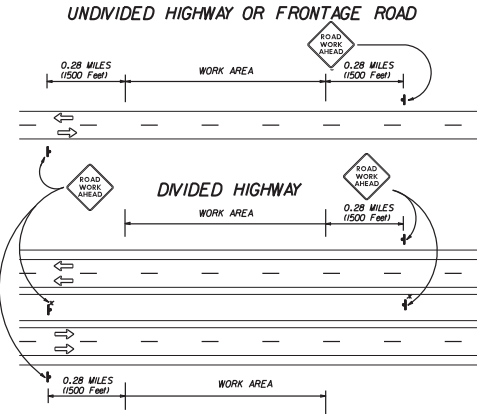 UNDIVIDED HIGHWAY OR FRONTAGE ROAD
ROAD
WORK
AHEAD
0.28 MILES
(1500 Feet)
WORK AREA
0.28 MILES
(1500 Feet)
ROAD
WORK
AHEAD
DIVIDED HIGHWAY
ROAD
WORK
AHEAD
WORK AREA
0.28 MILES
(1500 Feet)
x
x
0.28 MILES
(1500 Feet)
WORK AREA